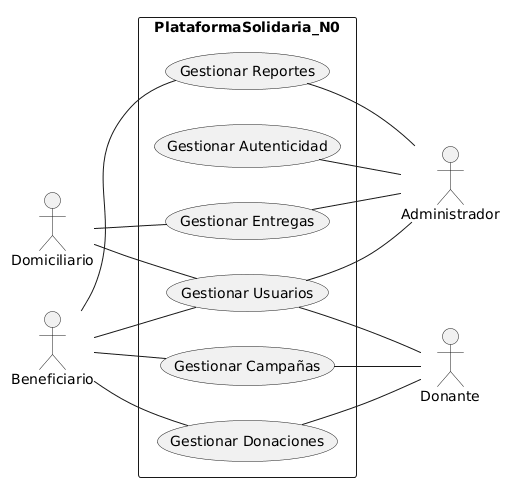 PlataformaSolidaria_N0
Gestionar Reportes
Gestionar Autenticidad
Gestionar Entregas
Gestionar Usuarios
Gestionar Campañas
Gestionar Donaciones
Domiciliario
Beneficiario
Administrador
Donante